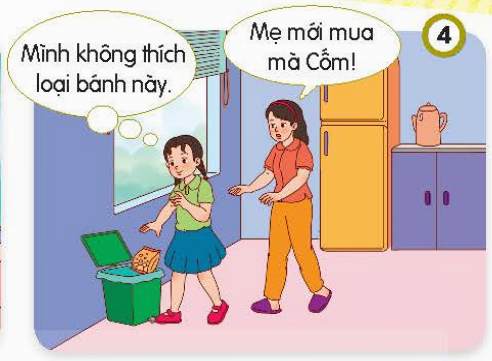 Mình không thích
loại bánh này.
Mẹ mới mua
mà Cốm!
4